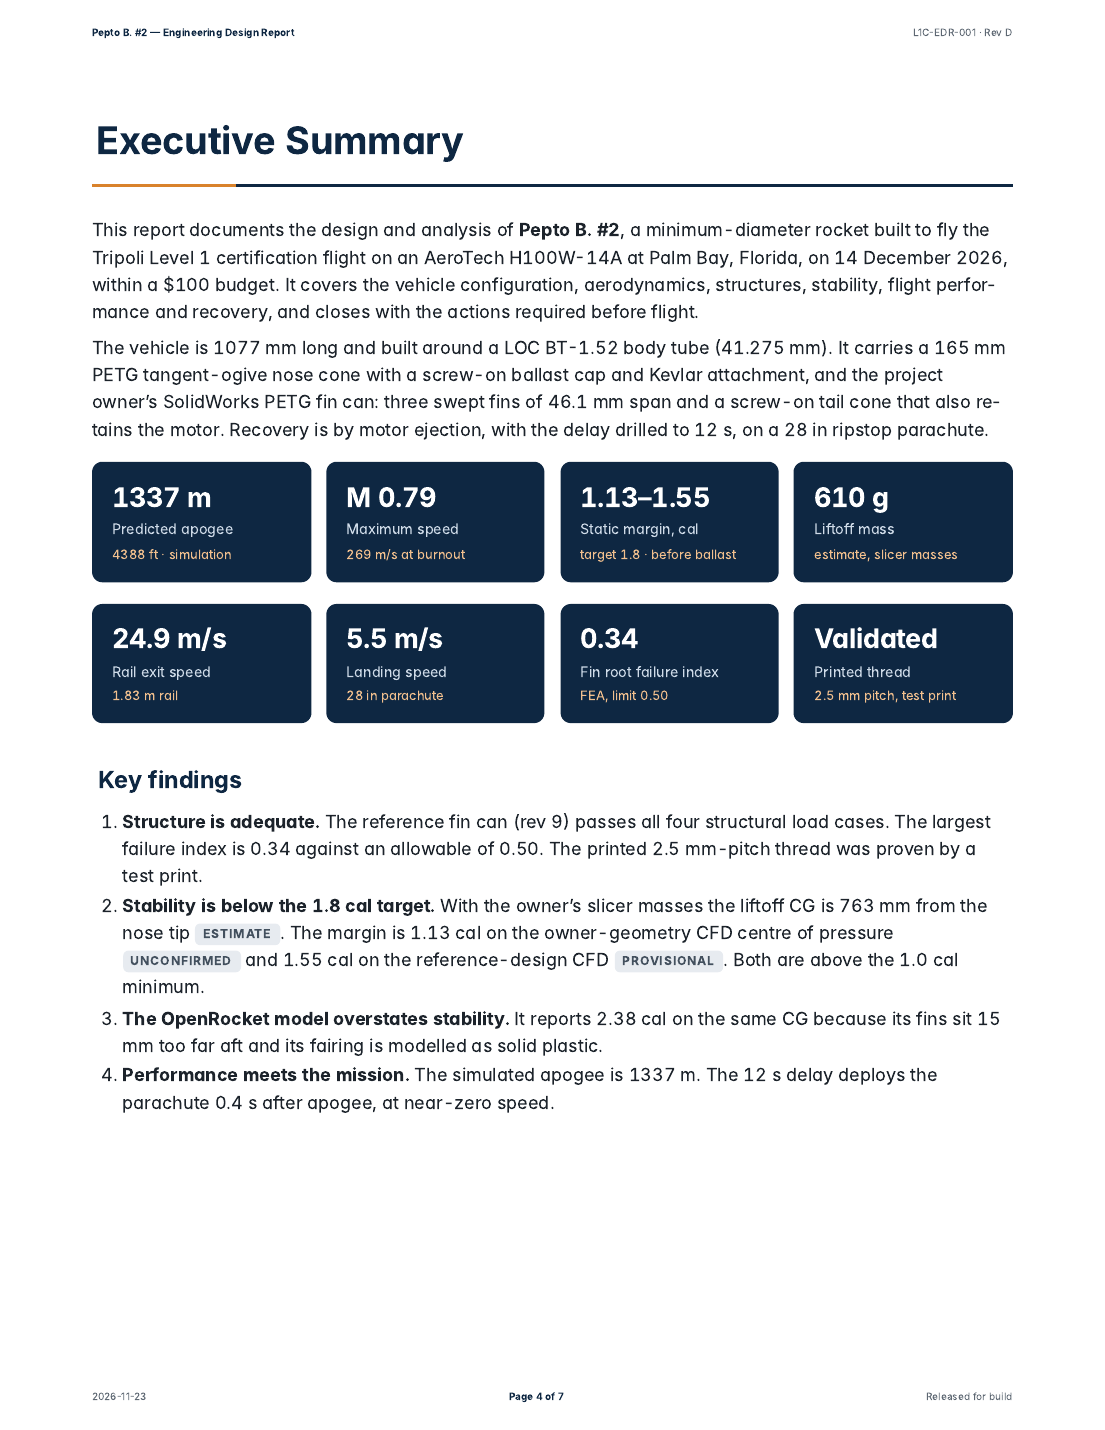 Pepto B. #2 — Engineering Design Report
L1C-EDR-001 · Rev D
Executive Summary
This report documents the design and analysis of Pepto B. #2, a minimum-diameter rocket built to fly the
Tripoli Level 1 certification flight on an AeroTech H100W-14A at Palm Bay, Florida, on 14 December 2026,
within a $100 budget. It covers the vehicle configuration, aerodynamics, structures, stability, flight perfor-
mance and recovery, and closes with the actions required before flight.
The vehicle is 1077 mm long and built around a LOC BT-1.52 body tube (41.275 mm). It carries a 165 mm
PETG tangent-ogive nose cone with a screw-on ballast cap and Kevlar attachment, and the project
owner’s SolidWorks PETG fin can: three swept fins of 46.1 mm span and a screw-on tail cone that also re-
tains the motor. Recovery is by motor ejection, with the delay drilled to 12 s, on a 28 in ripstop parachute.
1337 m
Predicted apogee
4388 ft · simulation
M 0.79
Maximum speed
269 m/s at burnout
1.13–1.55
Static margin, cal
target 1.8 · before ballast
610 g
Liftoff mass
estimate, slicer masses
24.9 m/s
Rail exit speed
1.83 m rail
5.5 m/s
Landing speed
28 in parachute
0.34
Fin root failure index
FEA, limit 0.50
Validated
Printed thread
2.5 mm pitch, test print
Key findings
1. Structure is adequate. The reference fin can (rev 9) passes all four structural load cases. The largest
failure index is 0.34 against an allowable of 0.50. The printed 2.5 mm-pitch thread was proven by a
test print.
2. Stability is below the 1.8 cal target. With the owner’s slicer masses the liftoff CG is 763 mm from the
nose tip ESTIMATE . The margin is 1.13 cal on the owner-geometry CFD centre of pressure
UNCONFIRMED and 1.55 cal on the reference-design CFD PROVISIONAL . Both are above the 1.0 cal
minimum.
3. The OpenRocket model overstates stability. It reports 2.38 cal on the same CG because its fins sit 15
mm too far aft and its fairing is modelled as solid plastic.
4. Performance meets the mission. The simulated apogee is 1337 m. The 12 s delay deploys the
parachute 0.4 s after apogee, at near-zero speed.
2026-11-23
Page 4 of 7
Released for build